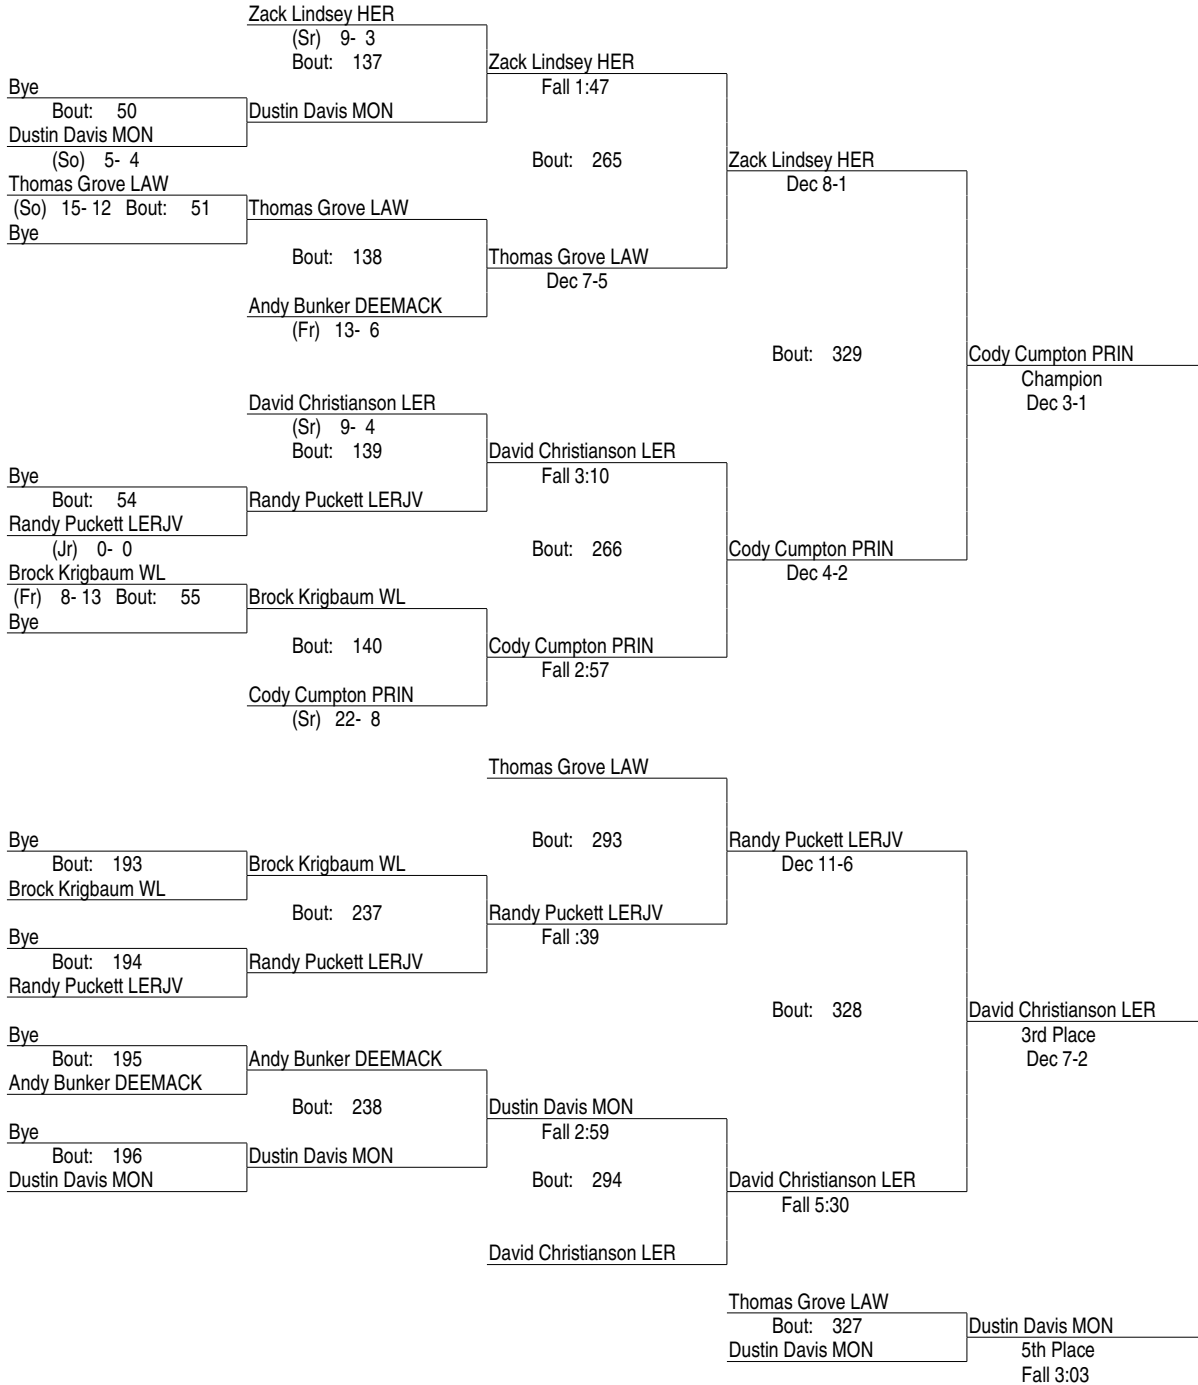 Zack Lindsey HER
(Sr) 9- 3
Bout: 137
Zack Lindsey HER
Fall 1:47
Bye
Bout: 50
Dustin Davis MON
Dustin Davis MON
(So) 5- 4
Bout: 265
Zack Lindsey HER
Dec 8-1
Thomas Grove LAW
(So) 15- 12 Bout: 51
Thomas Grove LAW
Bye
Bout: 138
Thomas Grove LAW
Dec 7-5
Andy Bunker DEEMACK
(Fr) 13- 6
Bout: 329
Cody Cumpton PRIN
Champion
Dec 3-1
David Christianson LER
(Sr) 9- 4
Bout: 139
David Christianson LER
Fall 3:10
Bye
Bout: 54
Randy Puckett LERJV
Randy Puckett LERJV
(Jr) 0- 0
Bout: 266
Cody Cumpton PRIN
Dec 4-2
Brock Krigbaum WL
(Fr) 8- 13 Bout: 55
Brock Krigbaum WL
Bye
Bout: 140
Cody Cumpton PRIN
Fall 2:57
Cody Cumpton PRIN
(Sr) 22- 8
Thomas Grove LAW
Bye
Bout: 193
Brock Krigbaum WL
Brock Krigbaum WL
Bout: 293
Randy Puckett LERJV
Dec 11-6
Bout: 237
Randy Puckett LERJV
Fall :39
Bye
Bout: 194
Randy Puckett LERJV
Randy Puckett LERJV
Bout: 328
David Christianson LER
3rd Place
Dec 7-2
Bye
Bout: 195
Andy Bunker DEEMACK
Andy Bunker DEEMACK
Bout: 238
Dustin Davis MON
Fall 2:59
Bye
Bout: 196
Dustin Davis MON
Dustin Davis MON
Bout: 294
David Christianson LER
Fall 5:30
David Christianson LER
Thomas Grove LAW
Bout: 327
Dustin Davis MON
Dustin Davis MON
5th Place
Fall 3:03